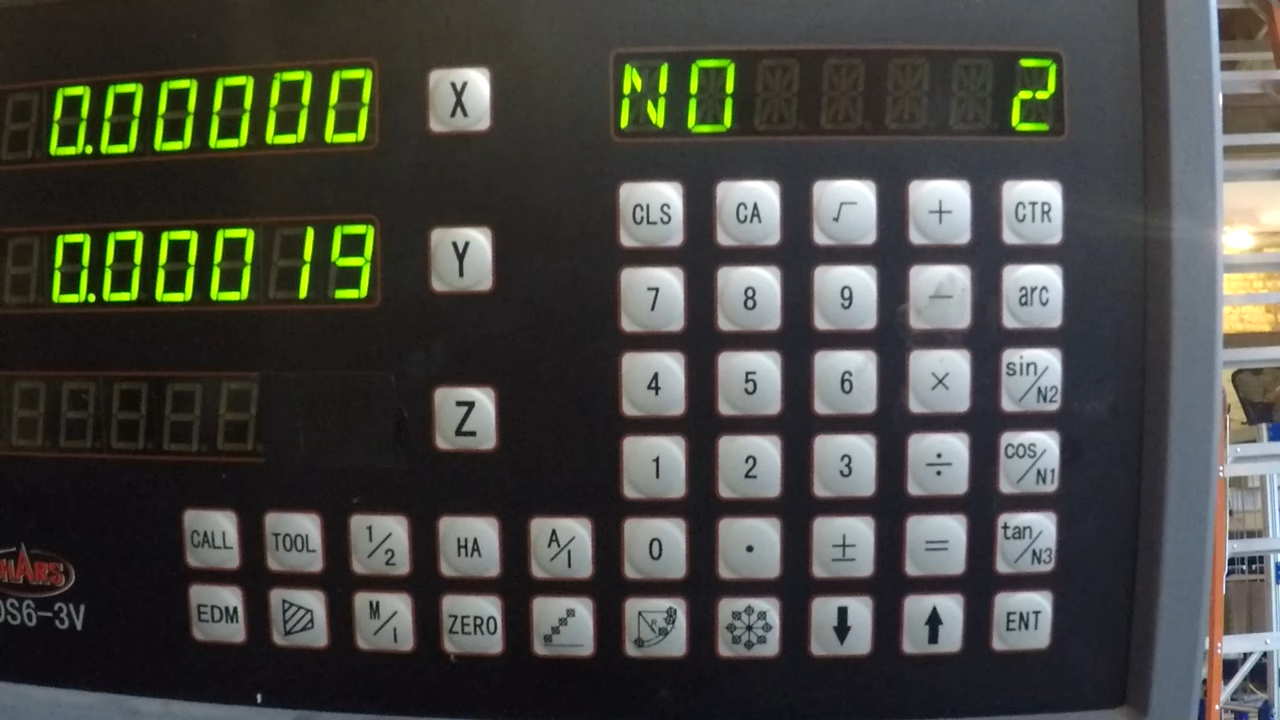 0.00000 X NO 2
CLS CA √ + CTR
0.00019 Y
7 8 9 − arc
Z 4 5 6 × sin/N2
1 2 3 ÷ cos/N1
CALL TOOL 1/2 HA A/I 0 . ± = tan/N3
EDM M/I ZERO R ENT
S6-3V